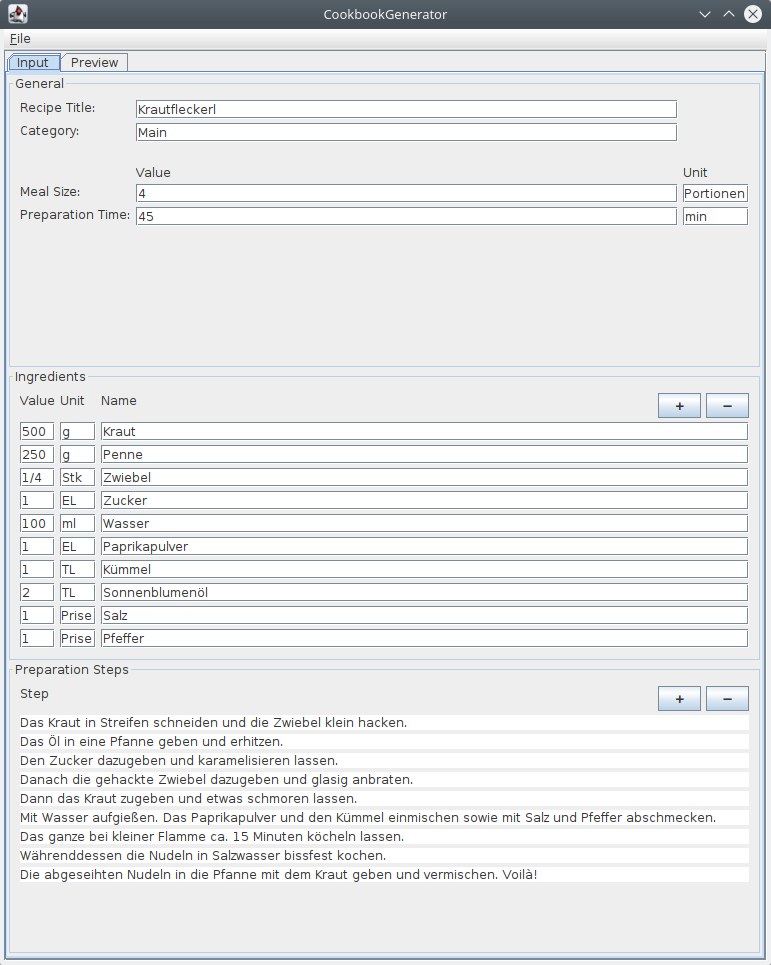 CookbookGenerator
File
Input Preview
General
Recipe Title: Krautfleckerl
Category: Main
Value Unit
Meal Size: 4 Portionen
Preparation Time: 45 min
Ingredients
Value Unit Name + −
500 g Kraut
250 g Penne
1/4 Stk Zwiebel
1 EL Zucker
100 ml Wasser
1 EL Paprikapulver
1 TL Kümmel
2 TL Sonnenblumenöl
1 Prise Salz
1 Prise Pfeffer
Preparation Steps
Step + −
Das Kraut in Streifen schneiden und die Zwiebel klein hacken.
Das Öl in eine Pfanne geben und erhitzen.
Den Zucker dazugeben und karamelisieren lassen.
Danach die gehackte Zwiebel dazugeben und glasig anbraten.
Dann das Kraut zugeben und etwas schmoren lassen.
Mit Wasser aufgießen. Das Paprikapulver und den Kümmel einmischen sowie mit Salz und Pfeffer abschmecken.
Das ganze bei kleiner Flamme ca. 15 Minuten köcheln lassen.
Währenddessen die Nudeln in Salzwasser bissfest kochen.
Die abgeseihten Nudeln in die Pfanne mit dem Kraut geben und vermischen. Voilà!